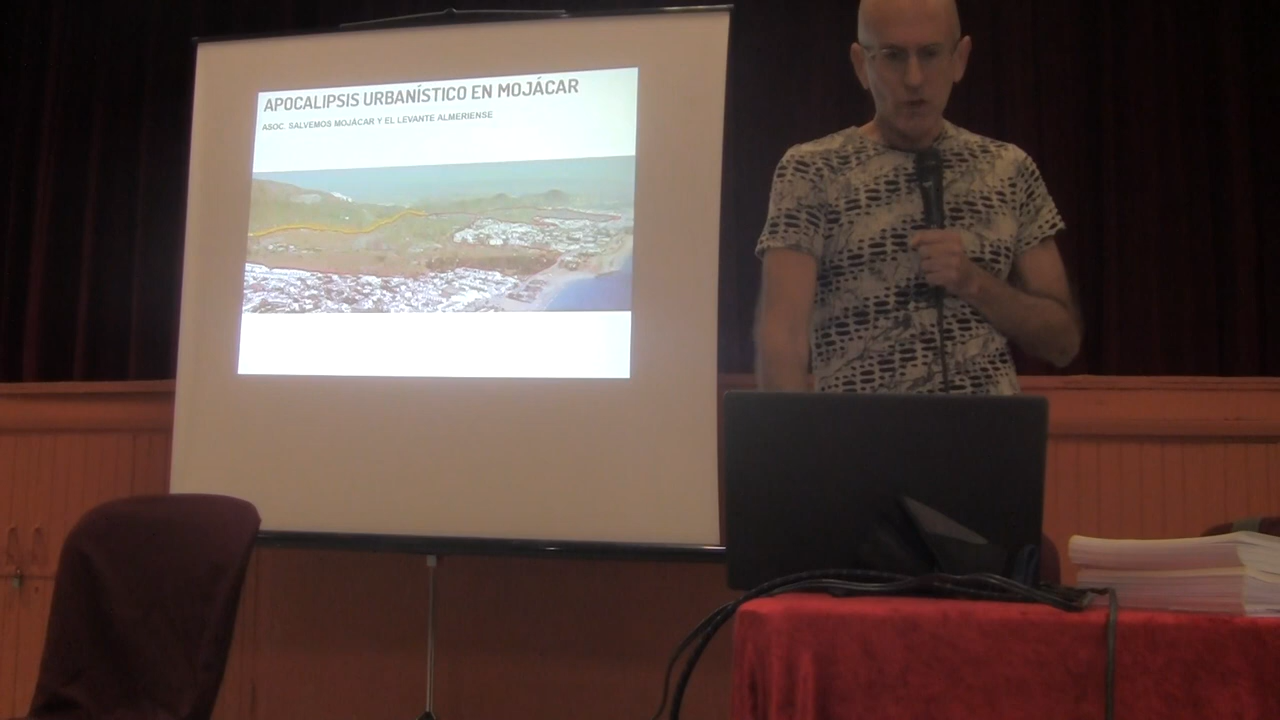 APOCALIPSIS URBANÍSTICO EN MOJÁCAR
ASOC. SALVEMOS MOJÁCAR Y EL LEVANTE ALMERIENSE